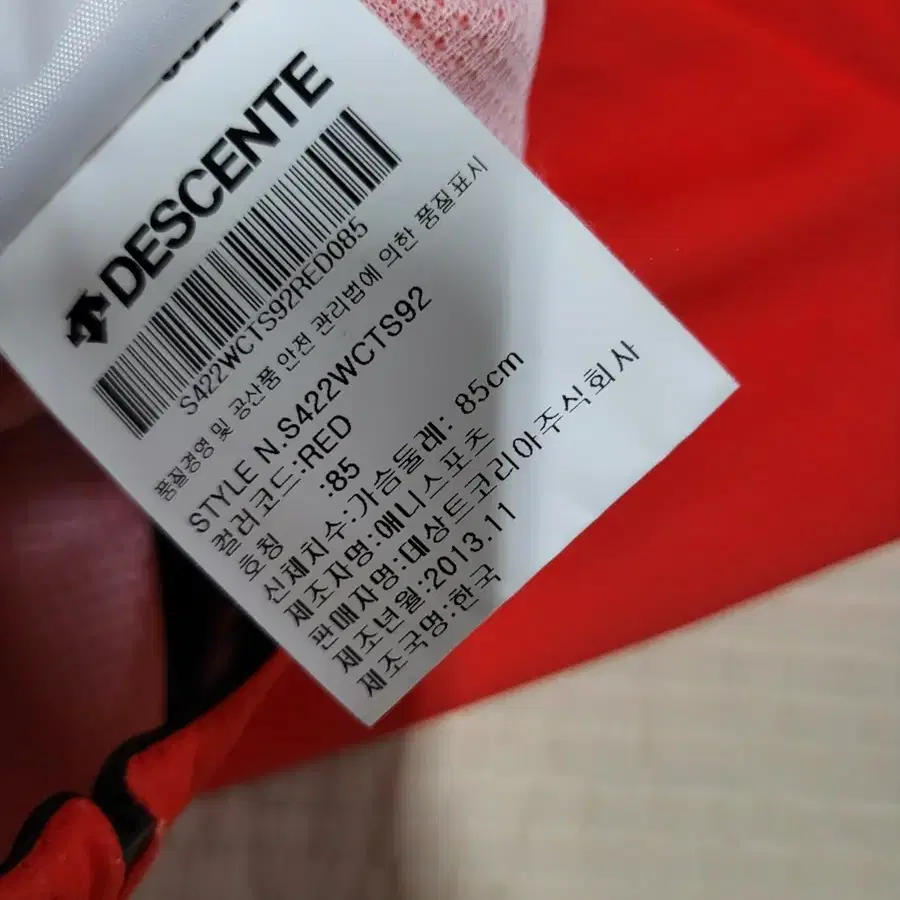 DESCENTE
S422WCTS92RED085
품질경영 및 공산품 안전 관리법에 의한 품질표시
STYLE N.S422WCTS92
컬러코드:RED
호칭 :85
신체치수:가슴둘레: 85cm
제조자명:애니스포츠
판매자명:데상트코리아주식회사
제조년월:2013.11
제조국명:한국